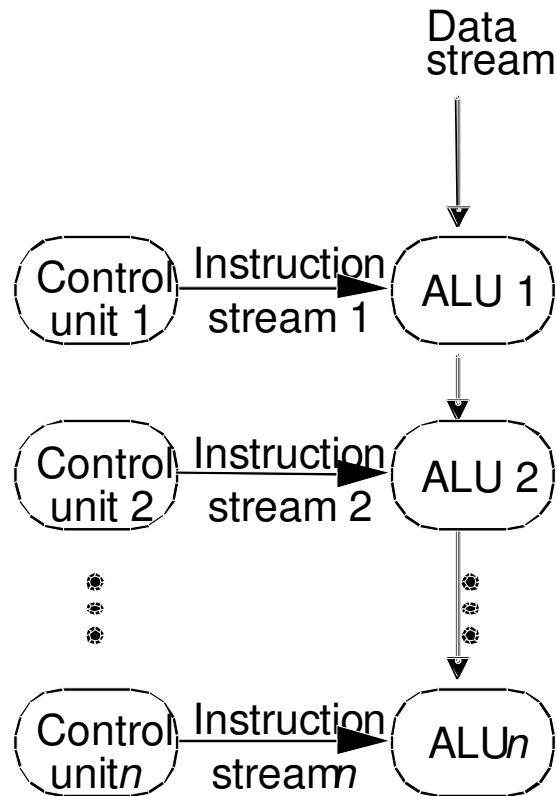 Data
stream
Control
unit 1
Instruction
stream 1
ALU 1
Control
unit 2
Instruction
stream 2
ALU 2
Control
unitn
Instruction
streamn
ALUn